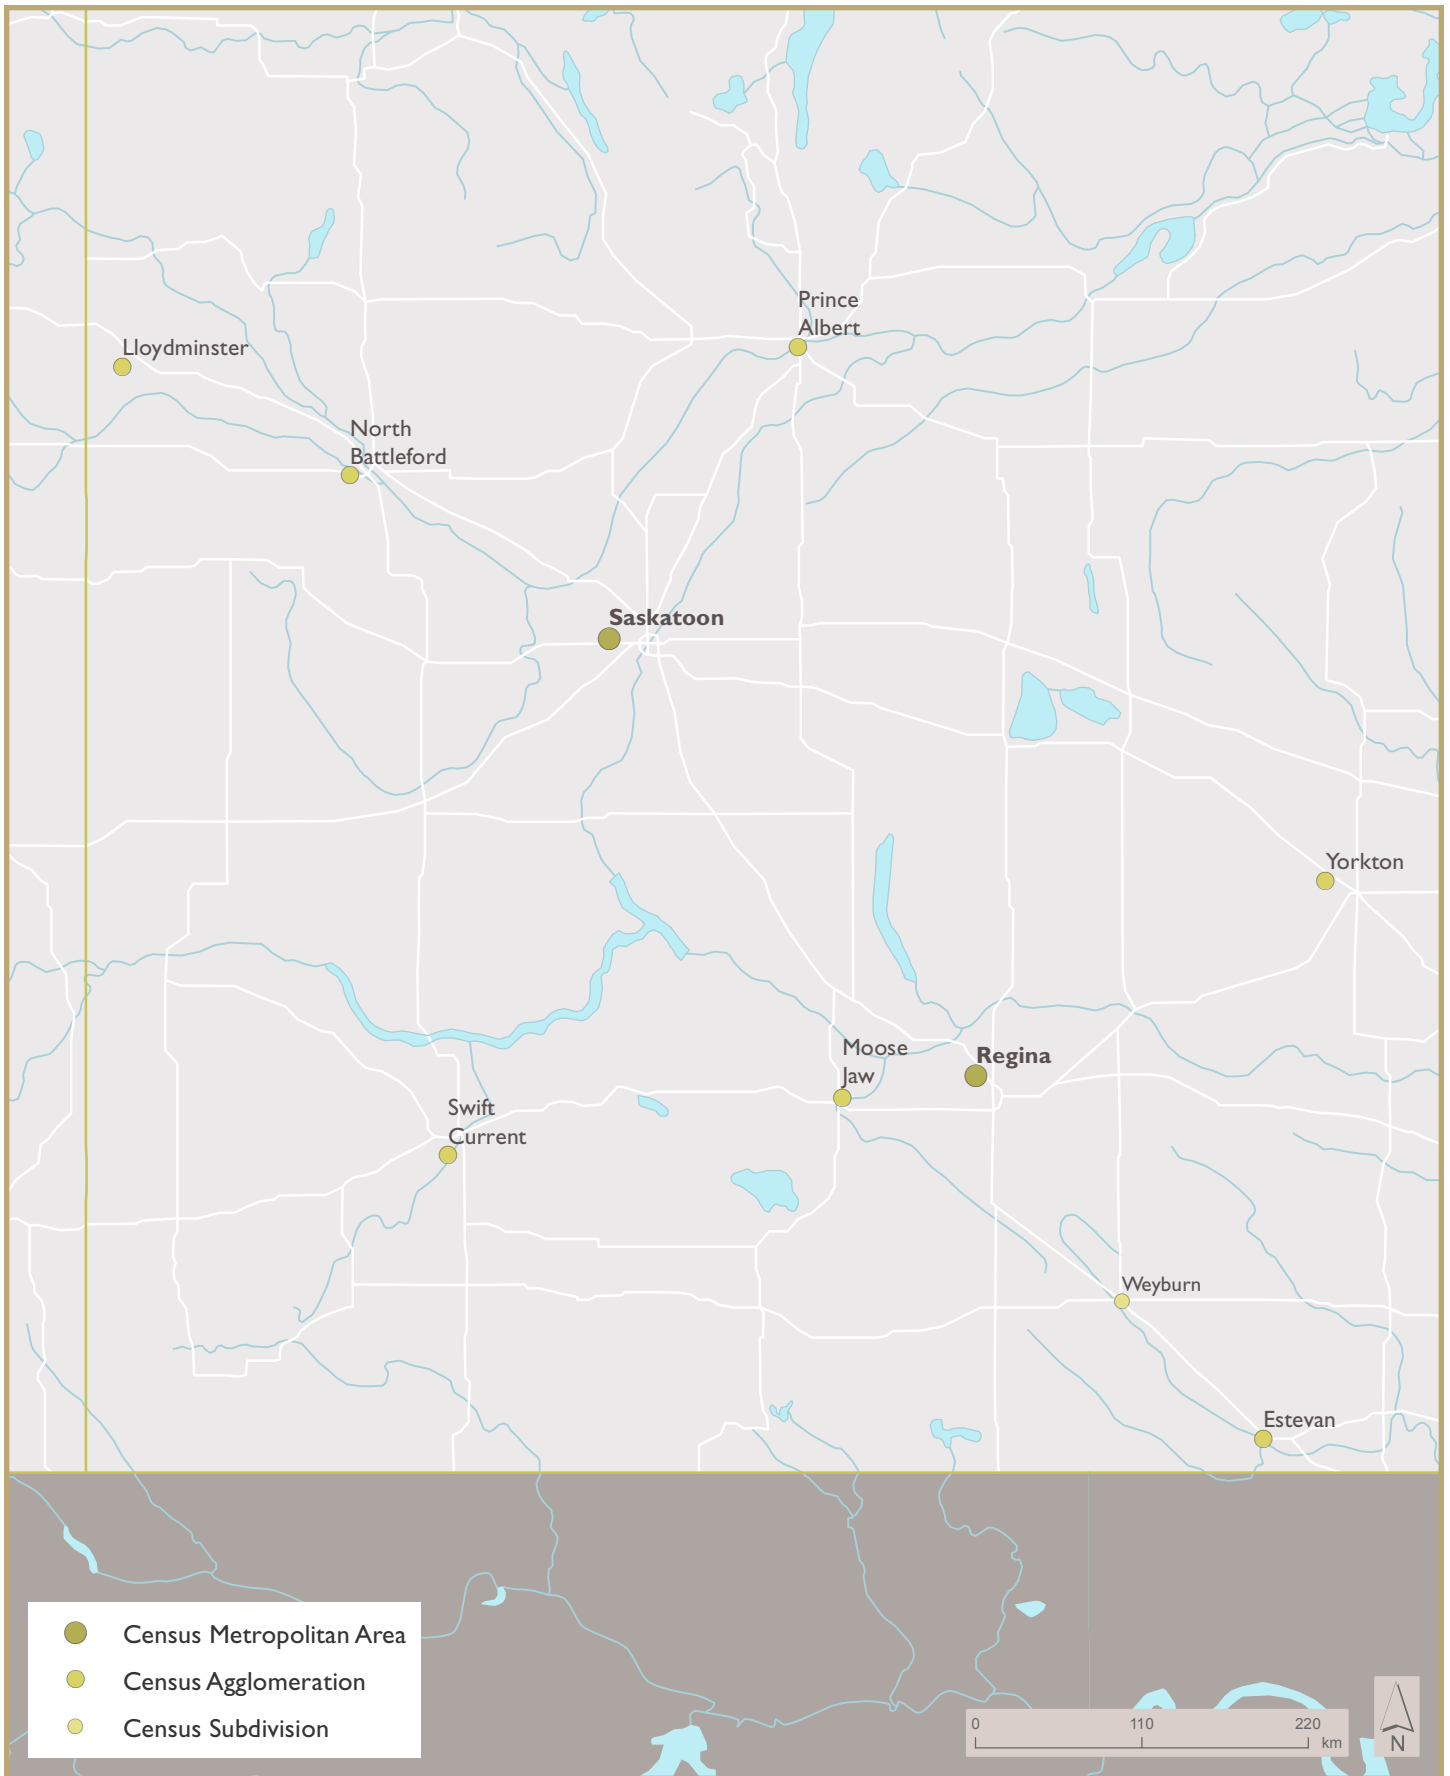 Prince
Albert
Lloydminster
North
Battleford
Saskatoon
Yorkton
Moose
Jaw
Regina
Swift
Current
Weyburn
Estevan
Census Metropolitan Area
Census Agglomeration
Census Subdivision
0 110 220
km
N